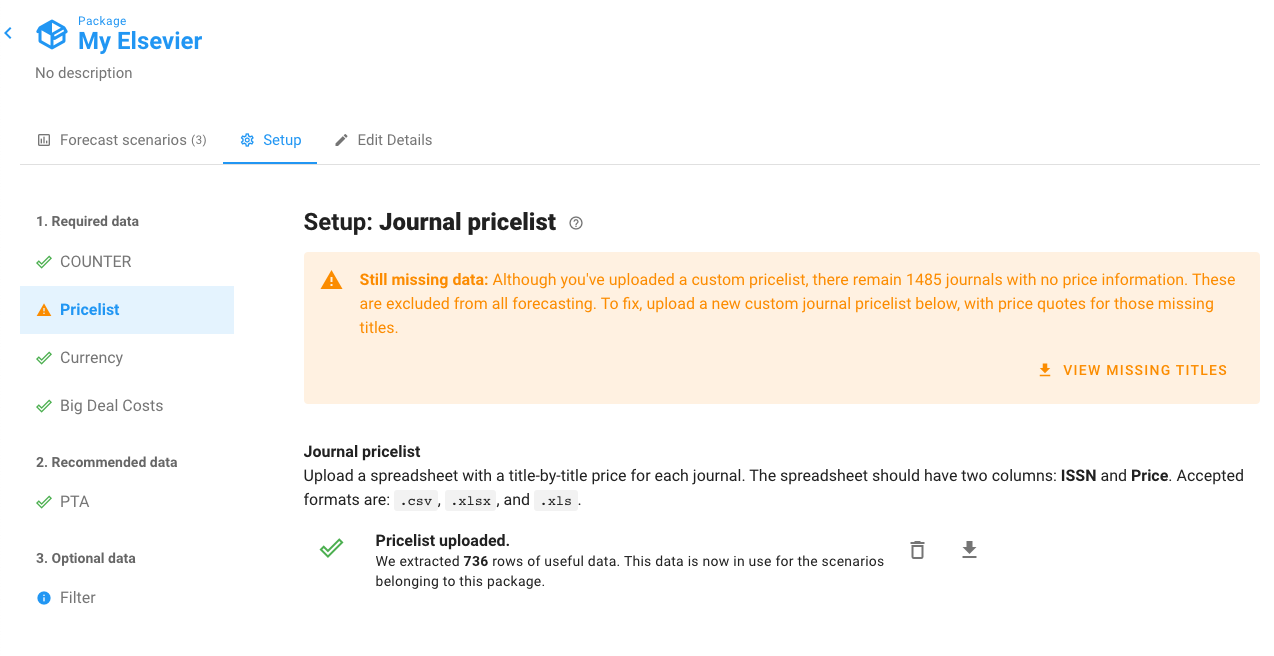 Package
My Elsevier
No description
Forecast scenarios (3)
Setup
Edit Details
1. Required data
COUNTER
Pricelist
Currency
Big Deal Costs
2. Recommended data
PTA
3. Optional data
Filter
Setup: Journal pricelist
Still missing data: Although you've uploaded a custom pricelist, there remain 1485 journals with no price information. These
are excluded from all forecasting. To fix, upload a new custom journal pricelist below, with price quotes for those missing
titles.
VIEW MISSING TITLES
Journal pricelist
Upload a spreadsheet with a title-by-title price for each journal. The spreadsheet should have two columns: ISSN and Price. Accepted
formats are: .csv, .xlsx, and .xls.
Pricelist uploaded.
We extracted 736 rows of useful data. This data is now in use for the scenarios
belonging to this package.